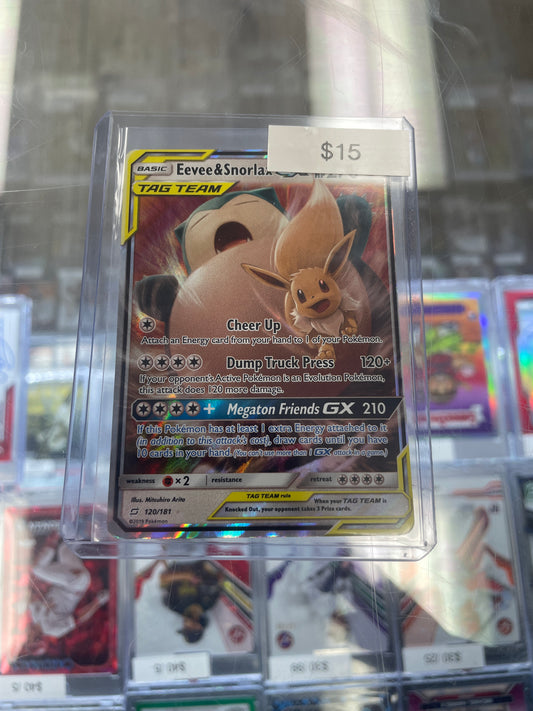 $15
BASIC Eevee&Snorlax
TAG TEAM
Cheer Up
Attach an Energy card from your hand to 1 of your Pokémon.
Dump Truck Press 120+
If your opponent's Active Pokémon is an Evolution Pokémon,
this attack does 120 more damage.
+ Megaton Friends GX 210
If this Pokémon has at least 1 extra Energy attached to it
(in addition to this attack's cost), draw cards until you have
10 cards in your hand. (You can't use more than 1 GX attack in a game.)
weakness ×2 resistance retreat
Illus. Mitsuhiro Arita
TAG TEAM rule
When your TAG TEAM is
120/181
Knocked Out, your opponent takes 3 Prize cards.
©2019 Pokémon